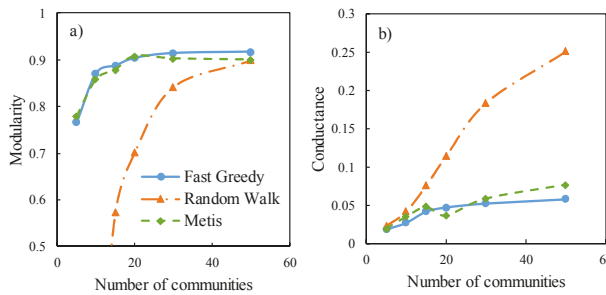 a)
1
0.9
0.8
0.7
0.6
0.5
Modularity
0 20 40 60
Number of communities
Fast Greedy
Random Walk
Metis
b)
0.3
0.25
0.2
0.15
0.1
0.05
0
Conductance
0 20 40 60
Number of communities